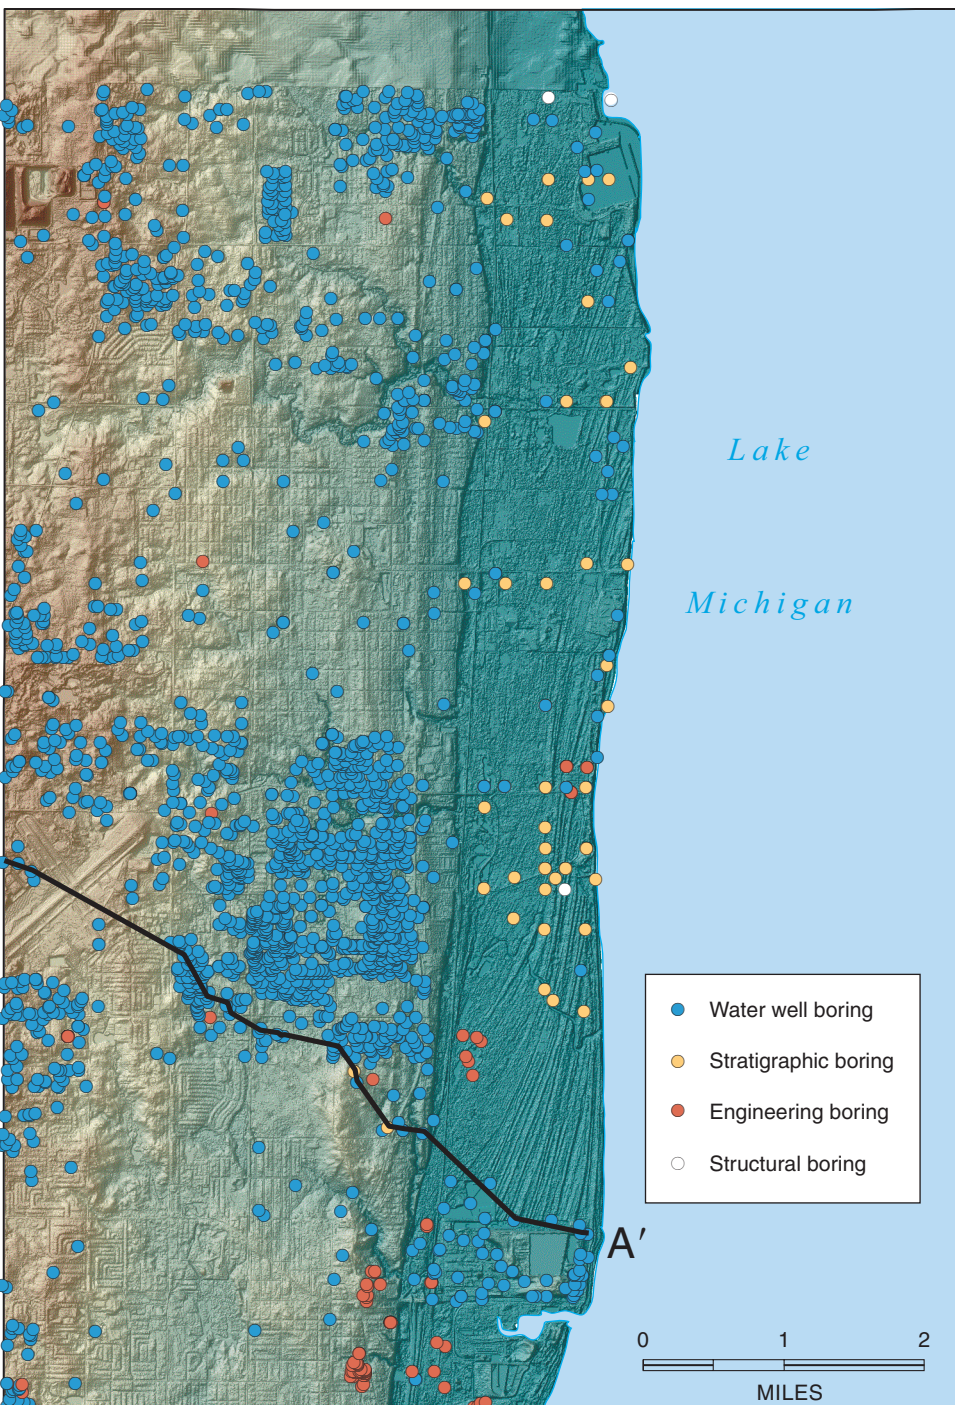 Lake
Michigan
Water well boring
Stratigraphic boring
Engineering boring
Structural boring
A′
0 1 2
MILES